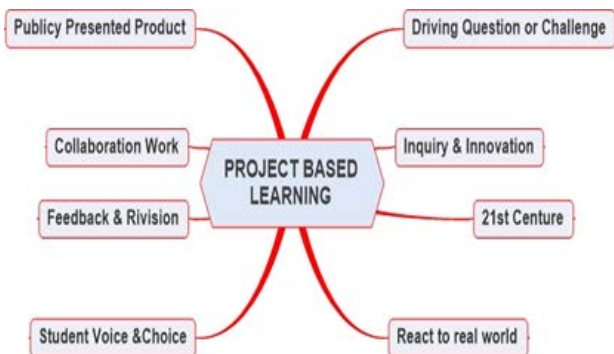 Publicly Presented Product
Driving Question or Challenge
Collaboration Work
Inquiry & Innovation
PROJECT BASED
LEARNING
Feedback & Rivision
21st Centure
Student Voice &Choice
React to real world